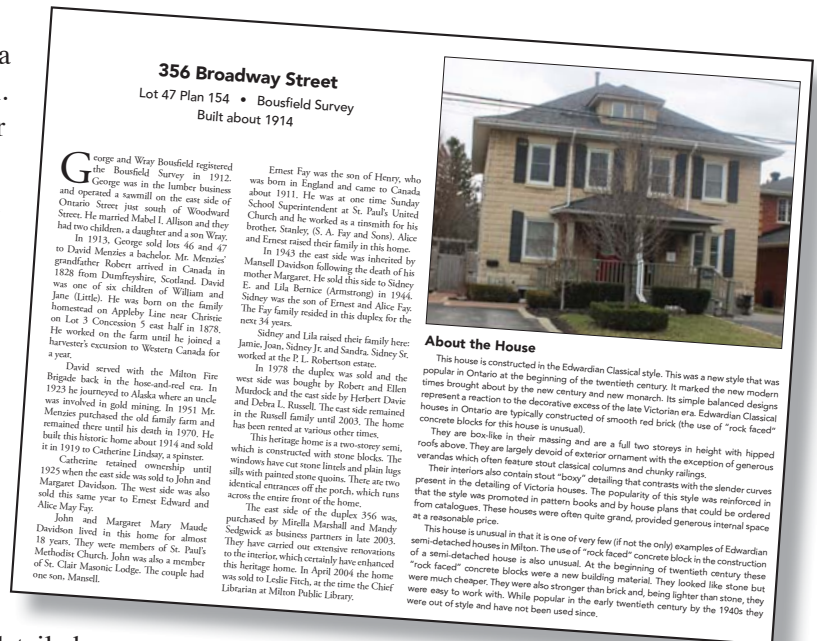 a
r
356 Broadway Street
Lot 47 Plan 154 • Bousfield Survey
Built about 1914
George and Wray Bousfield registered
the Bousfield Survey in 1912.
George was in the lumber business
and operated a sawmill on the east side of
Ontario Street just south of Woodward
Street. He married Mabel I. Allison and they
had two children, a daughter and a son Wray.
In 1913, George sold lots 46 and 47
to David Menzies a bachelor. Mr. Menzies'
grandfather Robert arrived in Canada in
1828 from Dumfreyshire, Scotland. David
was one of six children of William and
Jane (Little). He was born on the family
homestead on Appleby Line near Christie
on Lot 3 Concession 5 east half in 1878.
He worked on the farm until he joined a
harvester's excursion to Western Canada for
a year.
David served with the Milton Fire
Brigade back in the hose-and-reel era. In
1923 he journeyed to Alaska where an uncle
was involved in gold mining. In 1951 Mr.
Menzies purchased the old family farm and
remained there until his death in 1970. He
built this historic home about 1914 and sold
it in 1919 to Catherine Lindsay, a spinster.
Catherine retained ownership until
1925 when the east side was sold to John and
Margaret Davidson. The west side was also
sold this same year to Ernest Edward and
Alice May Fay.
John and Margaret Mary Maude
Davidson lived in this home for almost
18 years. They were members of St. Paul's
Methodist Church. John was also a member
of St. Clair Masonic Lodge. The couple had
one son, Mansell.
Ernest Fay was the son of Henry, who
was born in England and came to Canada
about 1911. He was at one time Sunday
School Superintendent at St. Paul's United
Church and he worked as a tinsmith for his
brother, Stanley, (S. A. Fay and Sons). Alice
and Ernest raised their family in this home.
In 1943 the east side was inherited by
Mansell Davidson following the death of his
mother Margaret. He sold this side to Sidney
E. and Lila Bernice (Armstrong) in 1944.
Sidney was the son of Ernest and Alice Fay.
The Fay family resided in this duplex for the
next 34 years.
Sidney and Lila raised their family here:
Jamie, Joan, Sidney Jr. and Sandra. Sidney Sr.
worked at the P. L. Robertson estate.
In 1978 the duplex was sold and the
west side was bought by Robert and Ellen
Murdock and the east side by Herbert Davie
and Debra L. Russell. The east side remained
in the Russell family until 2003. The home
has been rented at various other times.
This heritage home is a two-storey semi,
which is constructed with stone blocks. The
windows have cut stone lintels and plain lugs
sills with painted stone quoins. There are two
identical entrances off the porch, which runs
across the entire front of the home.
The east side of the duplex 356, was
purchased by Mirella Marshall and Mandy
Sedgwick as business partners in late 2003.
They have carried out extensive renovations
to the interior, which certainly have enhanced
this heritage home. In April 2004 the home
was sold to Leslie Fitch, at the time the Chief
Librarian at Milton Public Library.
About the House
This house is constructed in the Edwardian Classical style. This was a new style that was
popular in Ontario at the beginning of the twentieth century. It marked the new modern
times brought about by the new century and new monarch. Its simple balanced designs
represent a reaction to the decorative excess of the late Victorian era. Edwardian Classical
houses in Ontario are typically constructed of smooth red brick (the use of "rock faced"
concrete blocks for this house is unusual).
They are box-like in their massing and are a full two storeys in height with hipped
roofs above. They are largely devoid of exterior ornament with the exception of generous
verandas which often feature stout classical columns and chunky railings.
Their interiors also contain stout "boxy" detailing that contrasts with the slender curves
present in the detailing of Victoria houses. The popularity of this style was reinforced in
that the style was promoted in pattern books and by house plans that could be ordered
from catalogues. These houses were often quite grand, provided generous internal space
at a reasonable price.
This house is unusual in that it is one of very few (if not the only) examples of Edwardian
semi-detached houses in Milton. The use of "rock faced" concrete block in the construction
of a semi-detached house is also unusual. At the beginning of twentieth century these
"rock faced" concrete blocks were a new building material. They looked like stone but
were much cheaper. They were also stronger than brick and, being lighter than stone, they
were easy to work with. While popular in the early twentieth century by the 1940s they
were out of style and have not been used since.